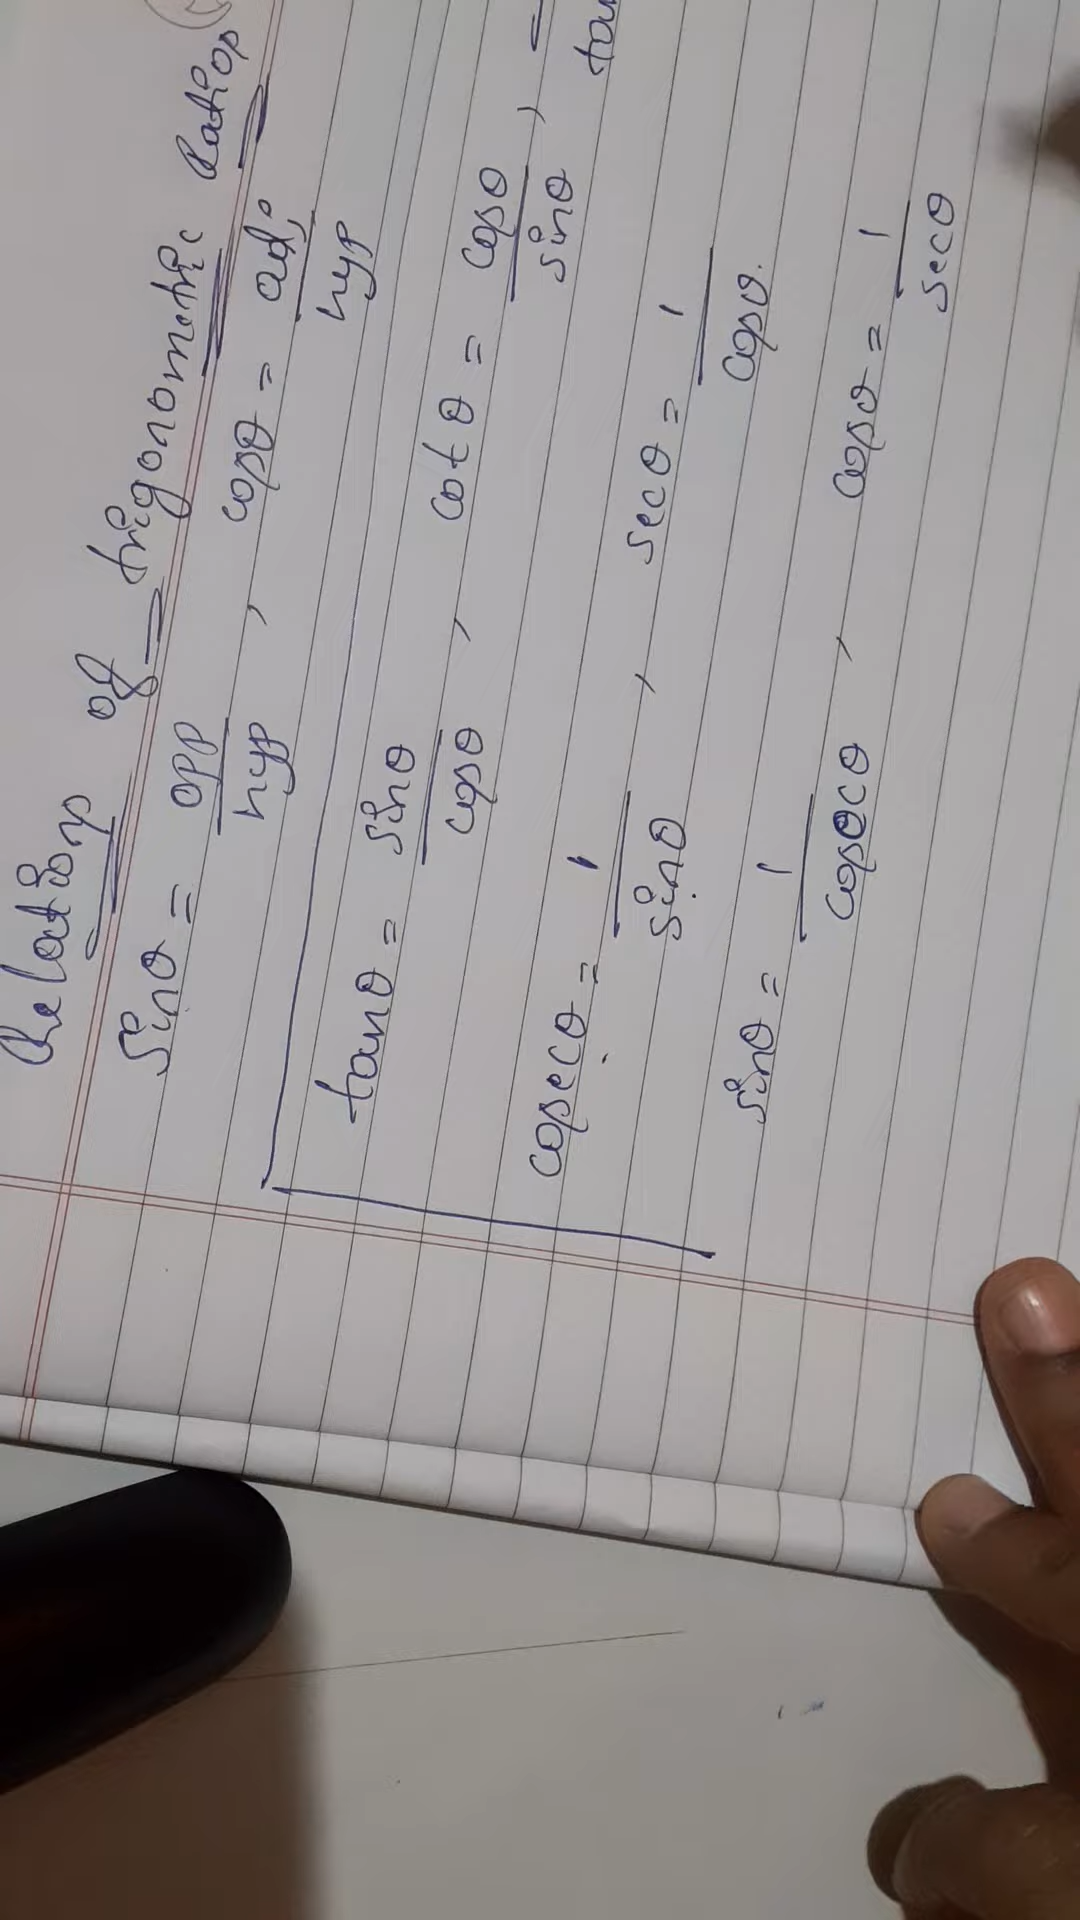 Relations of trigonometric Ratios
Sinθ = opp/hyp , cosθ = adj/hyp
tanθ = sinθ/cosθ , cot θ = cosθ/sinθ , =
cosecθ = 1/sinθ , secθ = 1/cosθ.
sinθ = 1/cosecθ , cosθ = 1/secθ